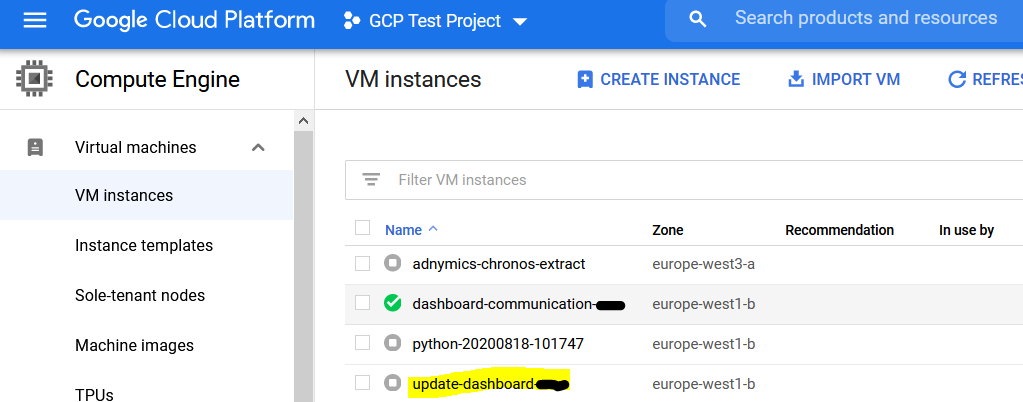 Google Cloud Platform GCP Test Project Search products and resources
Compute Engine VM instances CREATE INSTANCE IMPORT VM REFRES
Virtual machines
VM instances
Filter VM instances
Instance templates
Name Zone Recommendation In use by
adnymics-chronos-extract europe-west3-a
Sole-tenant nodes
dashboard-communication- europe-west1-b
Machine images
python-20200818-101747 europe-west1-b
update-dashboard- europe-west1-b
TPUs